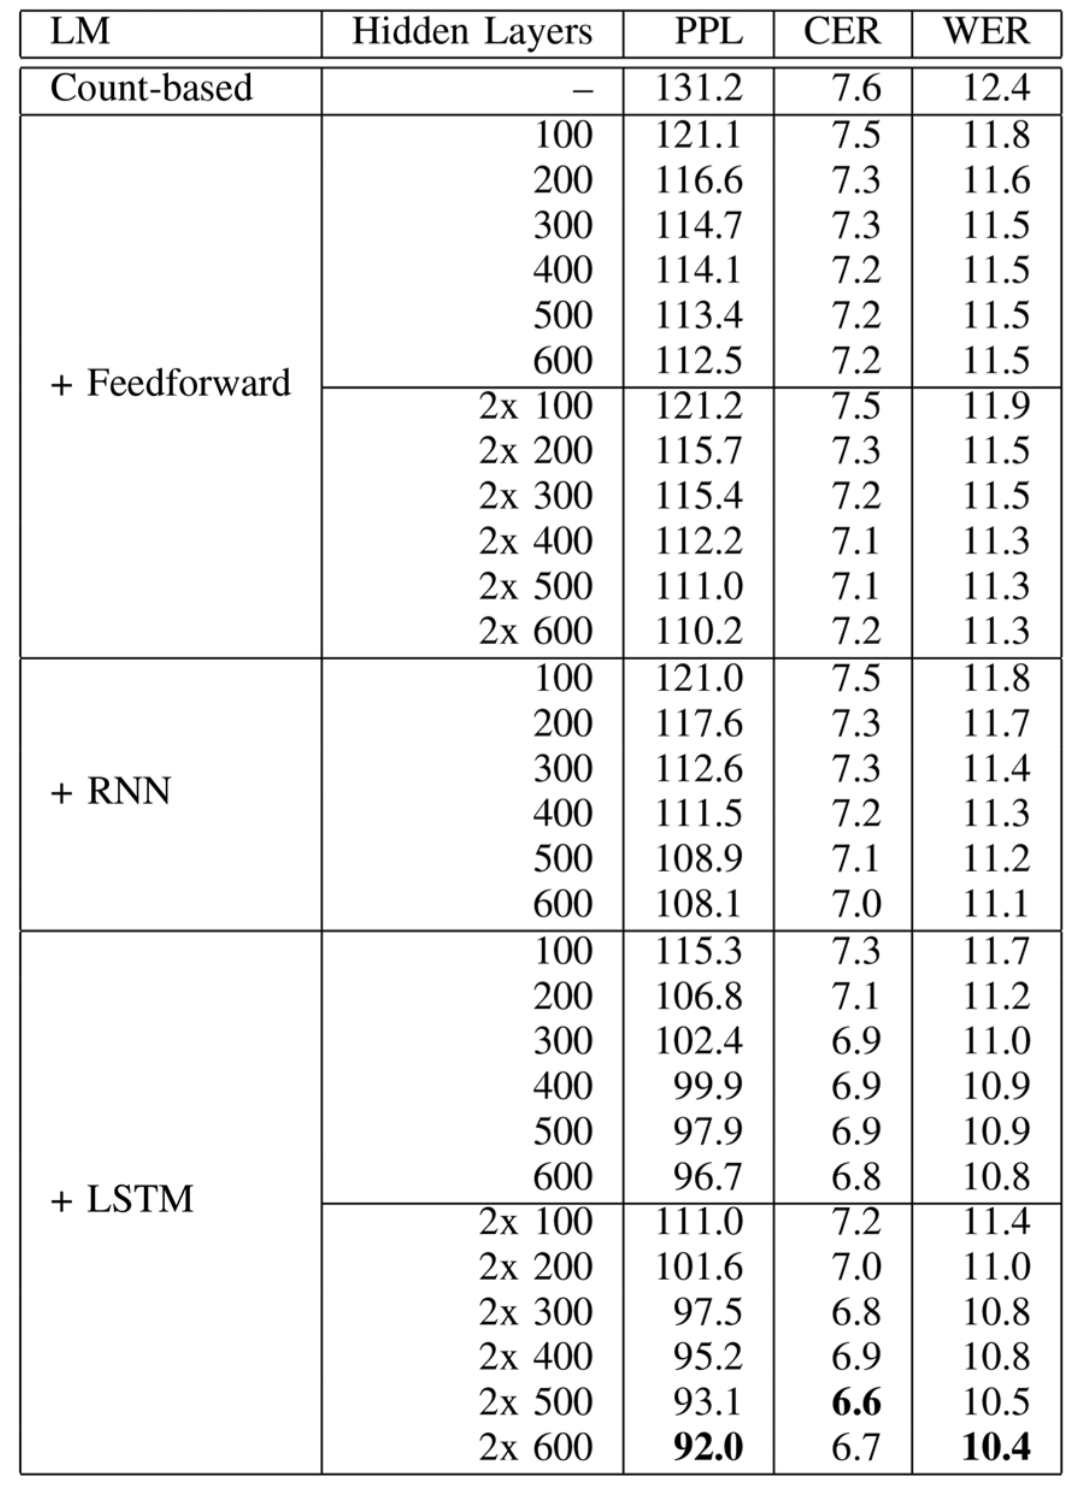 LM Hidden Layers PPL CER WER
Count-based – 131.2 7.6 12.4
100 121.1 7.5 11.8
200 116.6 7.3 11.6
300 114.7 7.3 11.5
400 114.1 7.2 11.5
500 113.4 7.2 11.5
600 112.5 7.2 11.5
+ Feedforward
2x 100 121.2 7.5 11.9
2x 200 115.7 7.3 11.5
2x 300 115.4 7.2 11.5
2x 400 112.2 7.1 11.3
2x 500 111.0 7.1 11.3
2x 600 110.2 7.2 11.3
100 121.0 7.5 11.8
200 117.6 7.3 11.7
300 112.6 7.3 11.4
+ RNN
400 111.5 7.2 11.3
500 108.9 7.1 11.2
600 108.1 7.0 11.1
100 115.3 7.3 11.7
200 106.8 7.1 11.2
300 102.4 6.9 11.0
400 99.9 6.9 10.9
500 97.9 6.9 10.9
600 96.7 6.8 10.8
+ LSTM
2x 100 111.0 7.2 11.4
2x 200 101.6 7.0 11.0
2x 300 97.5 6.8 10.8
2x 400 95.2 6.9 10.8
2x 500 93.1 6.6 10.5
2x 600 92.0 6.7 10.4